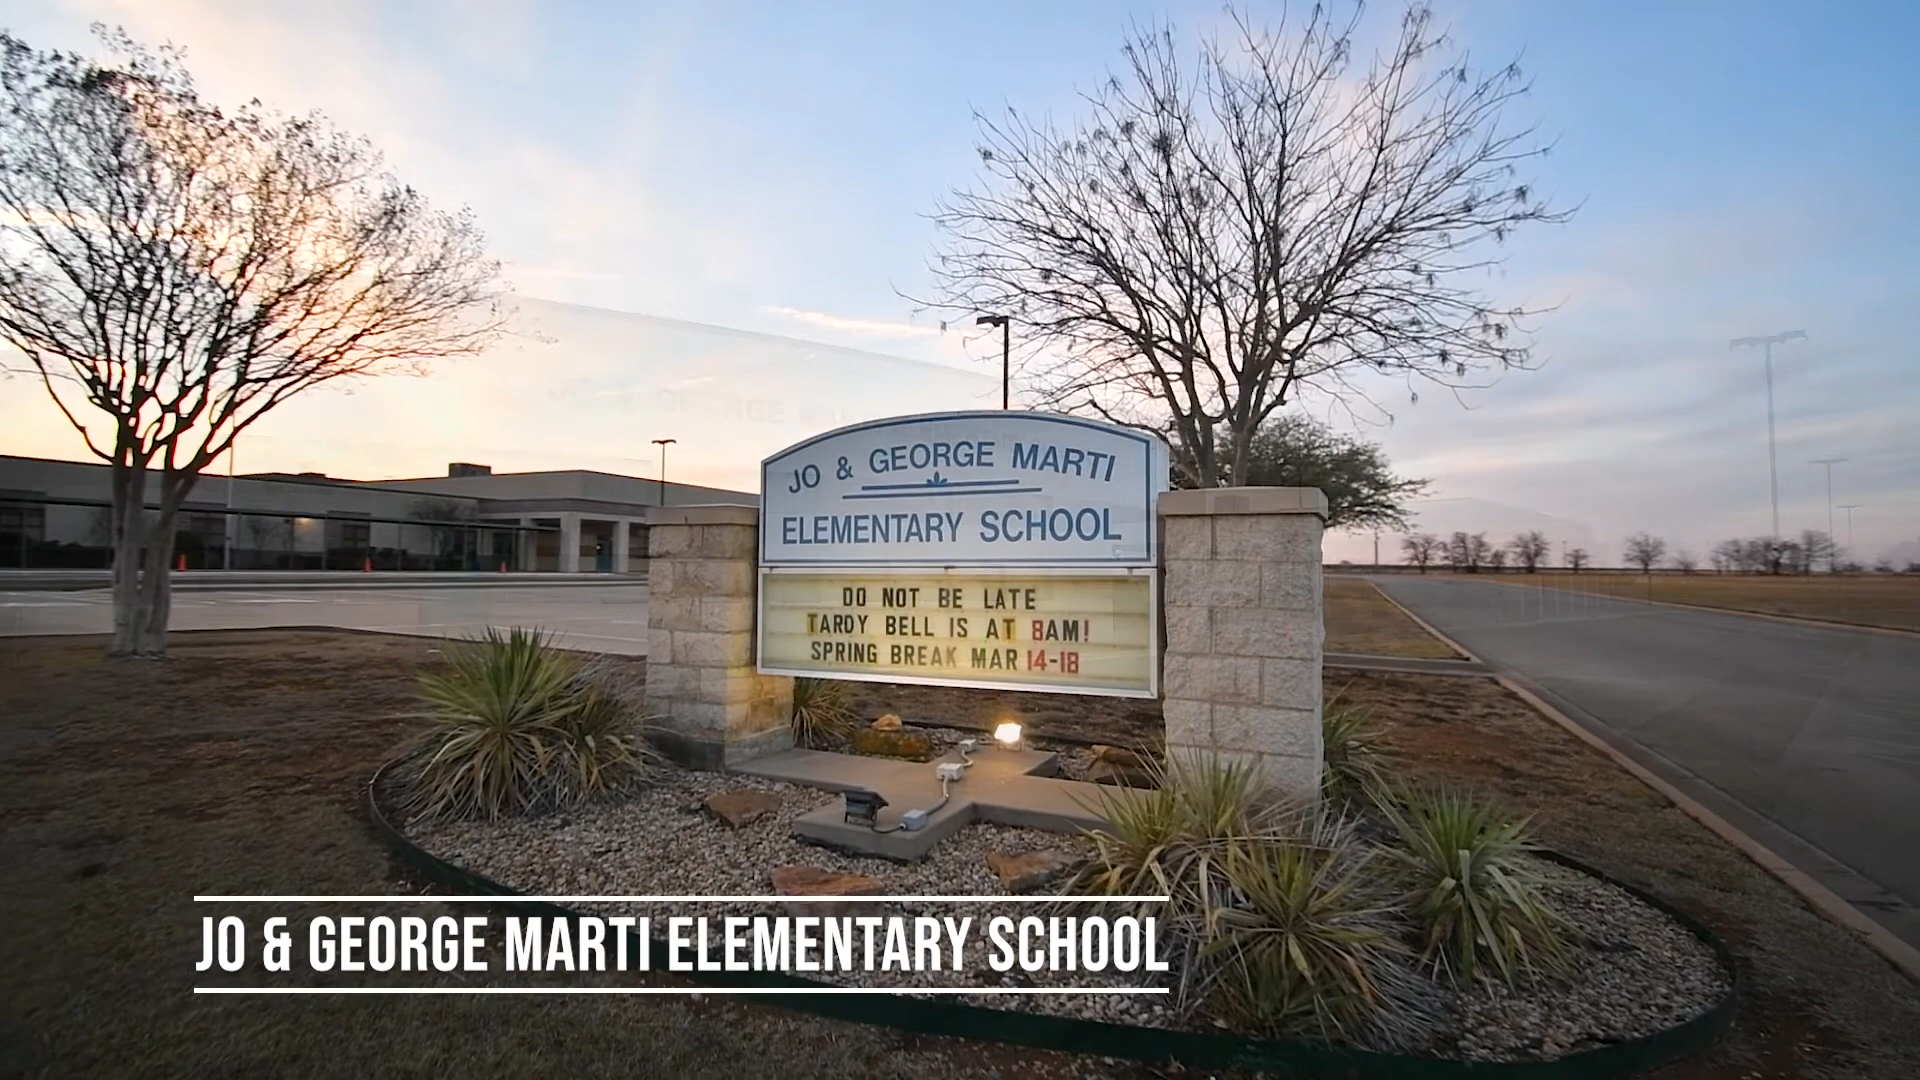 JO & GEORGE MARTI
ELEMENTARY SCHOOL
DO NOT BE LATE
TARDY BELL IS AT 8AM!
SPRING BREAK MAR 14-18
JO & GEORGE MARTI ELEMENTARY SCHOOL